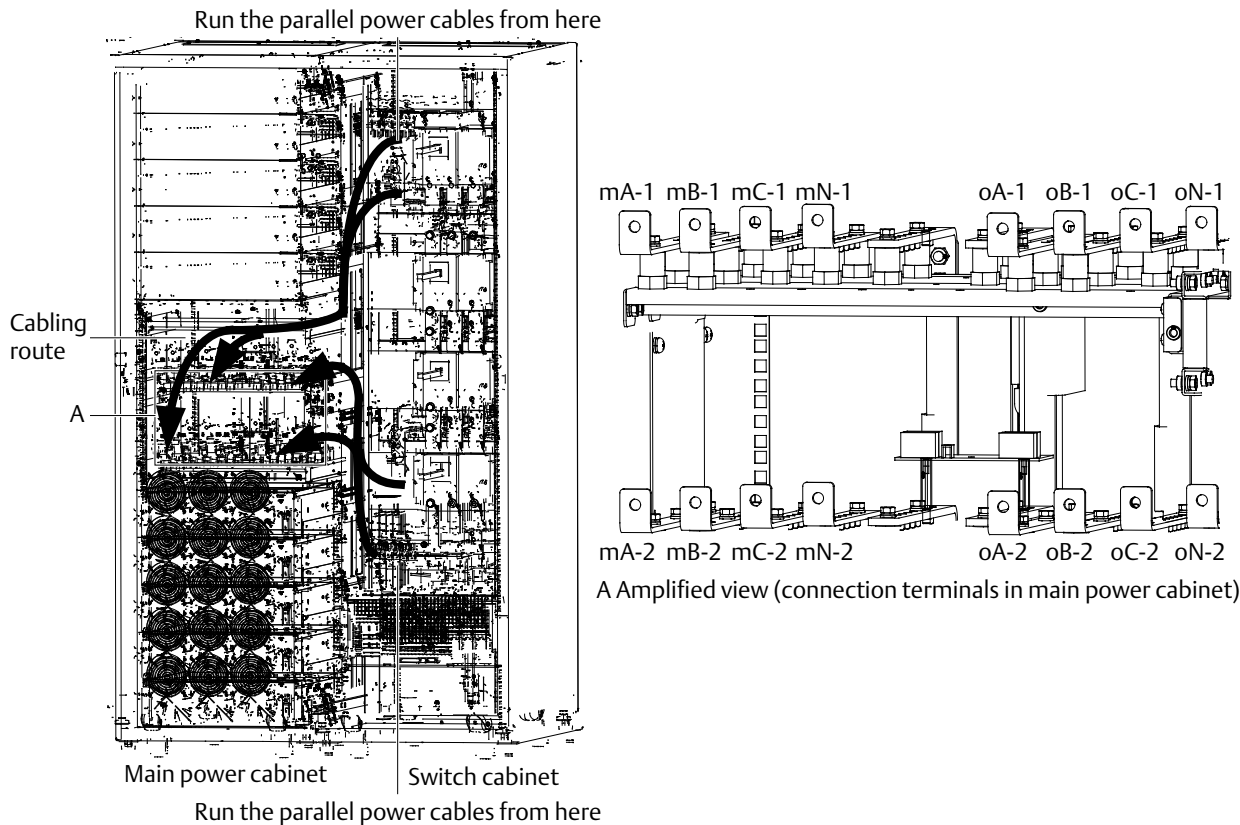 Run the parallel power cables from here
Cabling
route
A
Main power cabinet
Switch cabinet
Run the parallel power cables from here
mA-1 mB-1 mC-1 mN-1 oA-1 oB-1 oC-1 oN-1
mA-2 mB-2 mC-2 mN-2 oA-2 oB-2 oC-2 oN-2
A Amplified view (connection terminals in main power cabinet)